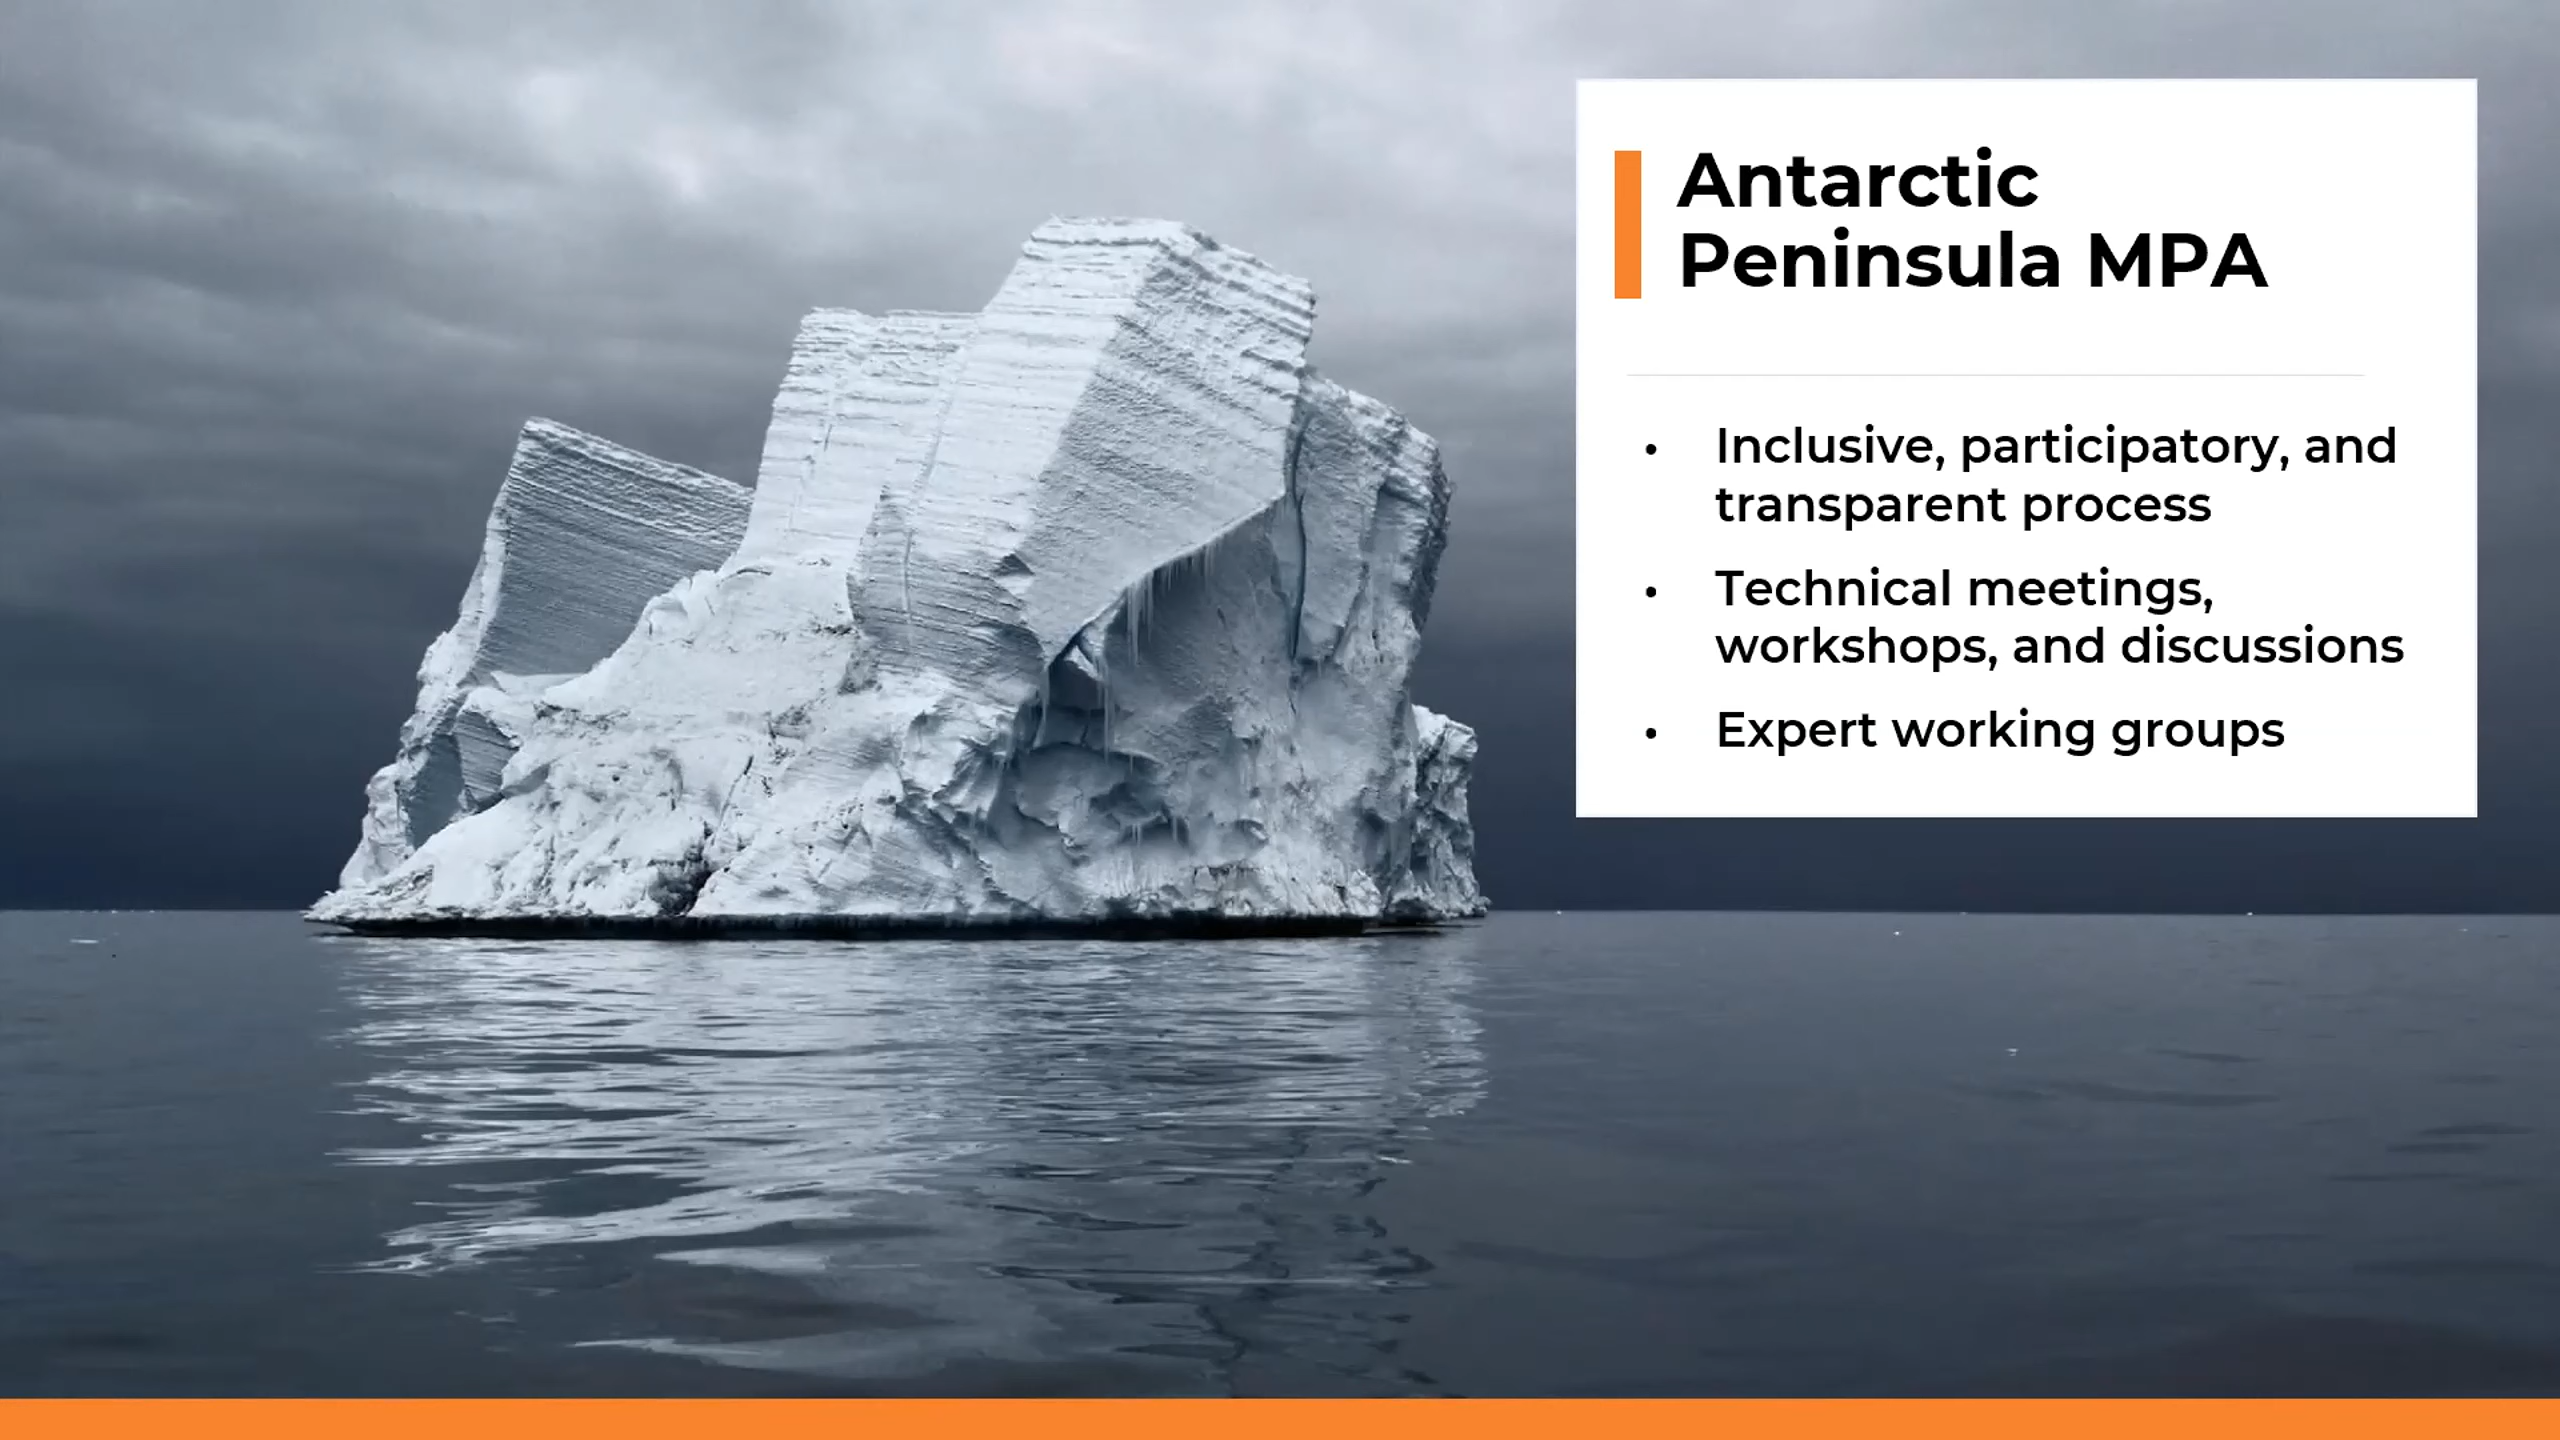 Antarctic
Peninsula MPA
• Inclusive, participatory, and
transparent process
• Technical meetings,
workshops, and discussions
• Expert working groups